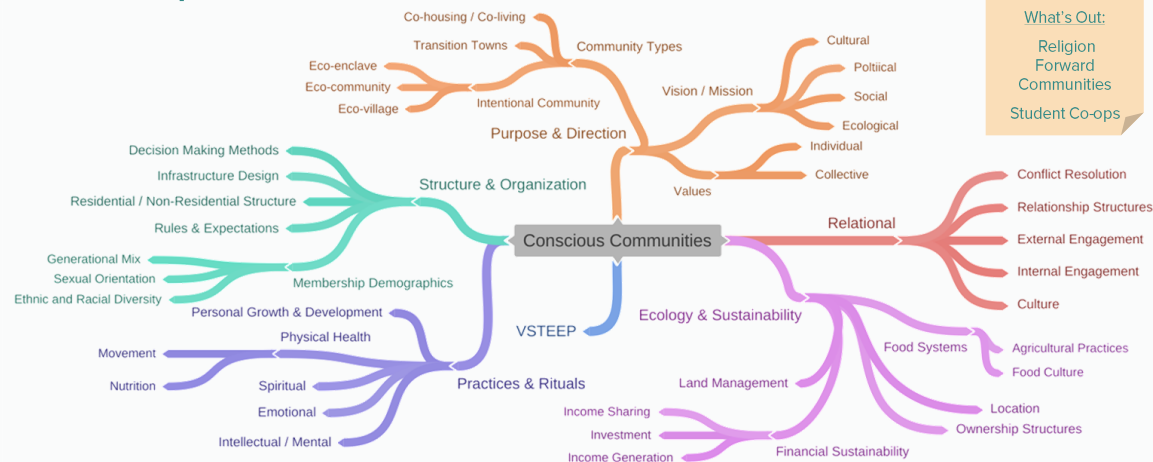 Conscious Communities
Purpose & Direction
Community Types
Co-housing / Co-living
Transition Towns
Intentional Community
Eco-enclave
Eco-community
Eco-village
Vision / Mission
Cultural
Poltiical
Social
Ecological
Values
Individual
Collective
Structure & Organization
Decision Making Methods
Infrastructure Design
Residential / Non-Residential Structure
Rules & Expectations
Membership Demographics
Generational Mix
Sexual Orientation
Ethnic and Racial Diversity
Practices & Rituals
Personal Growth & Development
Physical Health
Movement
Nutrition
Spiritual
Emotional
Intellectual / Mental
VSTEEP
Relational
Conflict Resolution
Relationship Structures
External Engagement
Internal Engagement
Culture
Ecology & Sustainability
Food Systems
Agricultural Practices
Food Culture
Location
Ownership Structures
Land Management
Financial Sustainability
Income Sharing
Investment
Income Generation
What's Out:
Religion
Forward
Communities
Student Co-ops